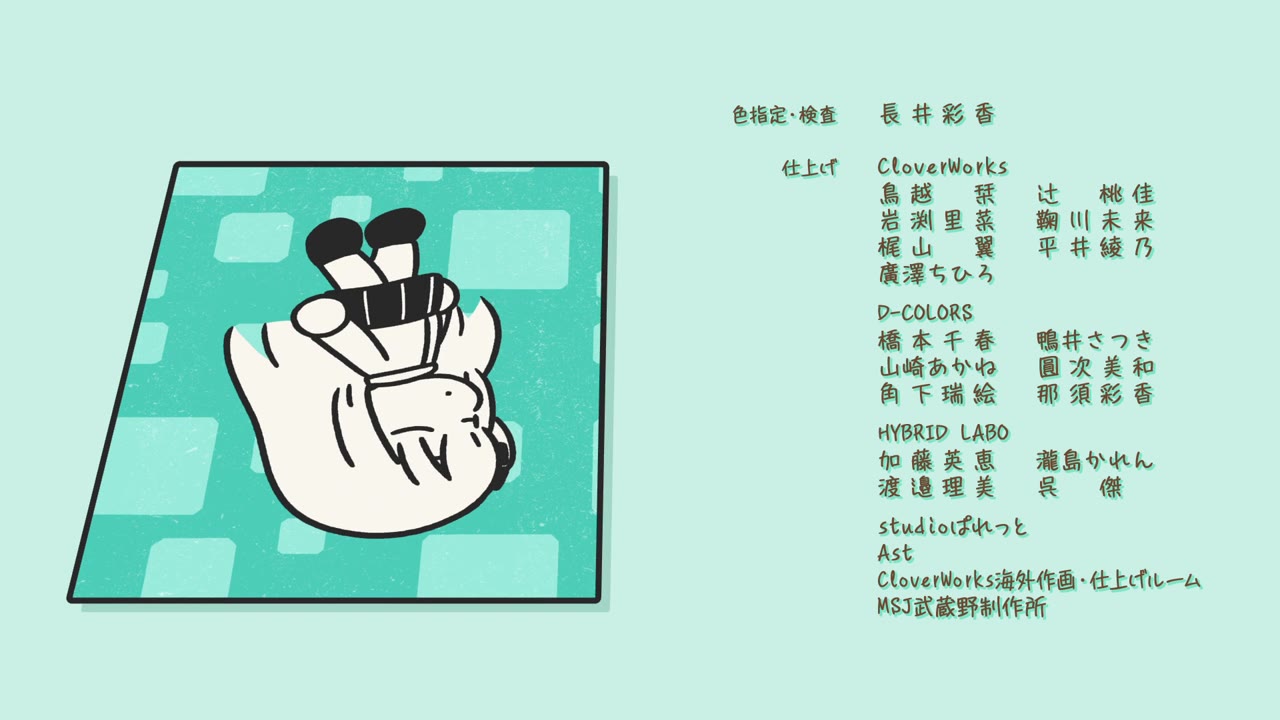 色指定・検査 長井彩香
仕上げ CloverWorks
鳥越 栞 辻 桃佳
岩渕里菜 鞠川未来
梶山 翼 平井綾乃
廣澤ちひろ
D-COLORS
橋本千春 鴨井さつき
山崎あかね 圓次美和
角下瑞絵 那須彩香
HYBRID LABO
加藤英恵 瀧島かれん
渡邉理美 呉 傑
studioぱれっと
Ast
CloverWorks海外作画・仕上げルーム
MSJ武蔵野制作所